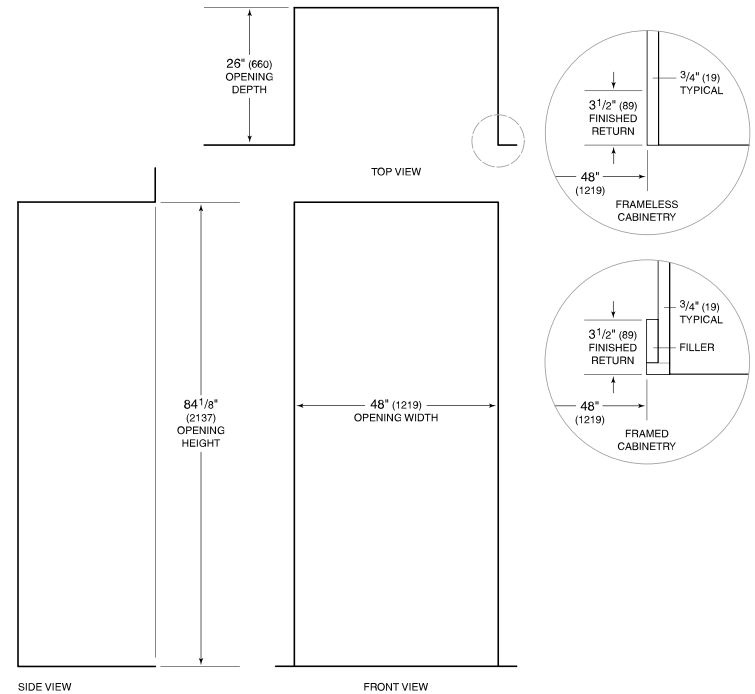 26" (660)
OPENING
DEPTH
TOP VIEW
3/4" (19)
TYPICAL
3 1/2" (89)
FINISHED
RETURN
48"
(1219)
FRAMELESS
CABINETRY
84 1/8"
(2137)
OPENING
HEIGHT
48" (1219)
OPENING WIDTH
3/4" (19)
TYPICAL
3 1/2" (89)
FINISHED
RETURN
FILLER
48"
(1219)
FRAMED
CABINETRY
SIDE VIEW
FRONT VIEW